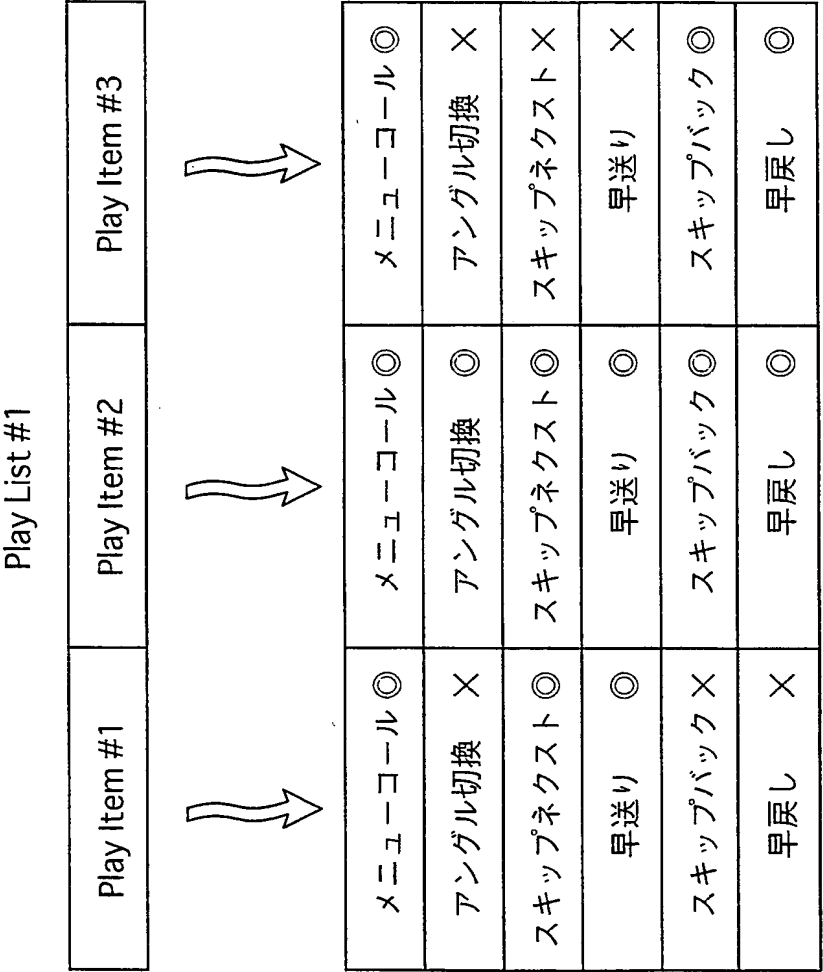 Play List #1
Play Item #1
Play Item #2
Play Item #3
メニューコール ◎
アングル切換 ×
スキップネクスト ◎
早送り ◎
スキップバック ×
早戻し ×
メニューコール ◎
アングル切換 ◎
スキップネクスト ◎
早送り ◎
スキップバック ◎
早戻し ◎
メニューコール ◎
アングル切換 ×
スキップネクスト ×
早送り ×
スキップバック ◎
早戻し ◎